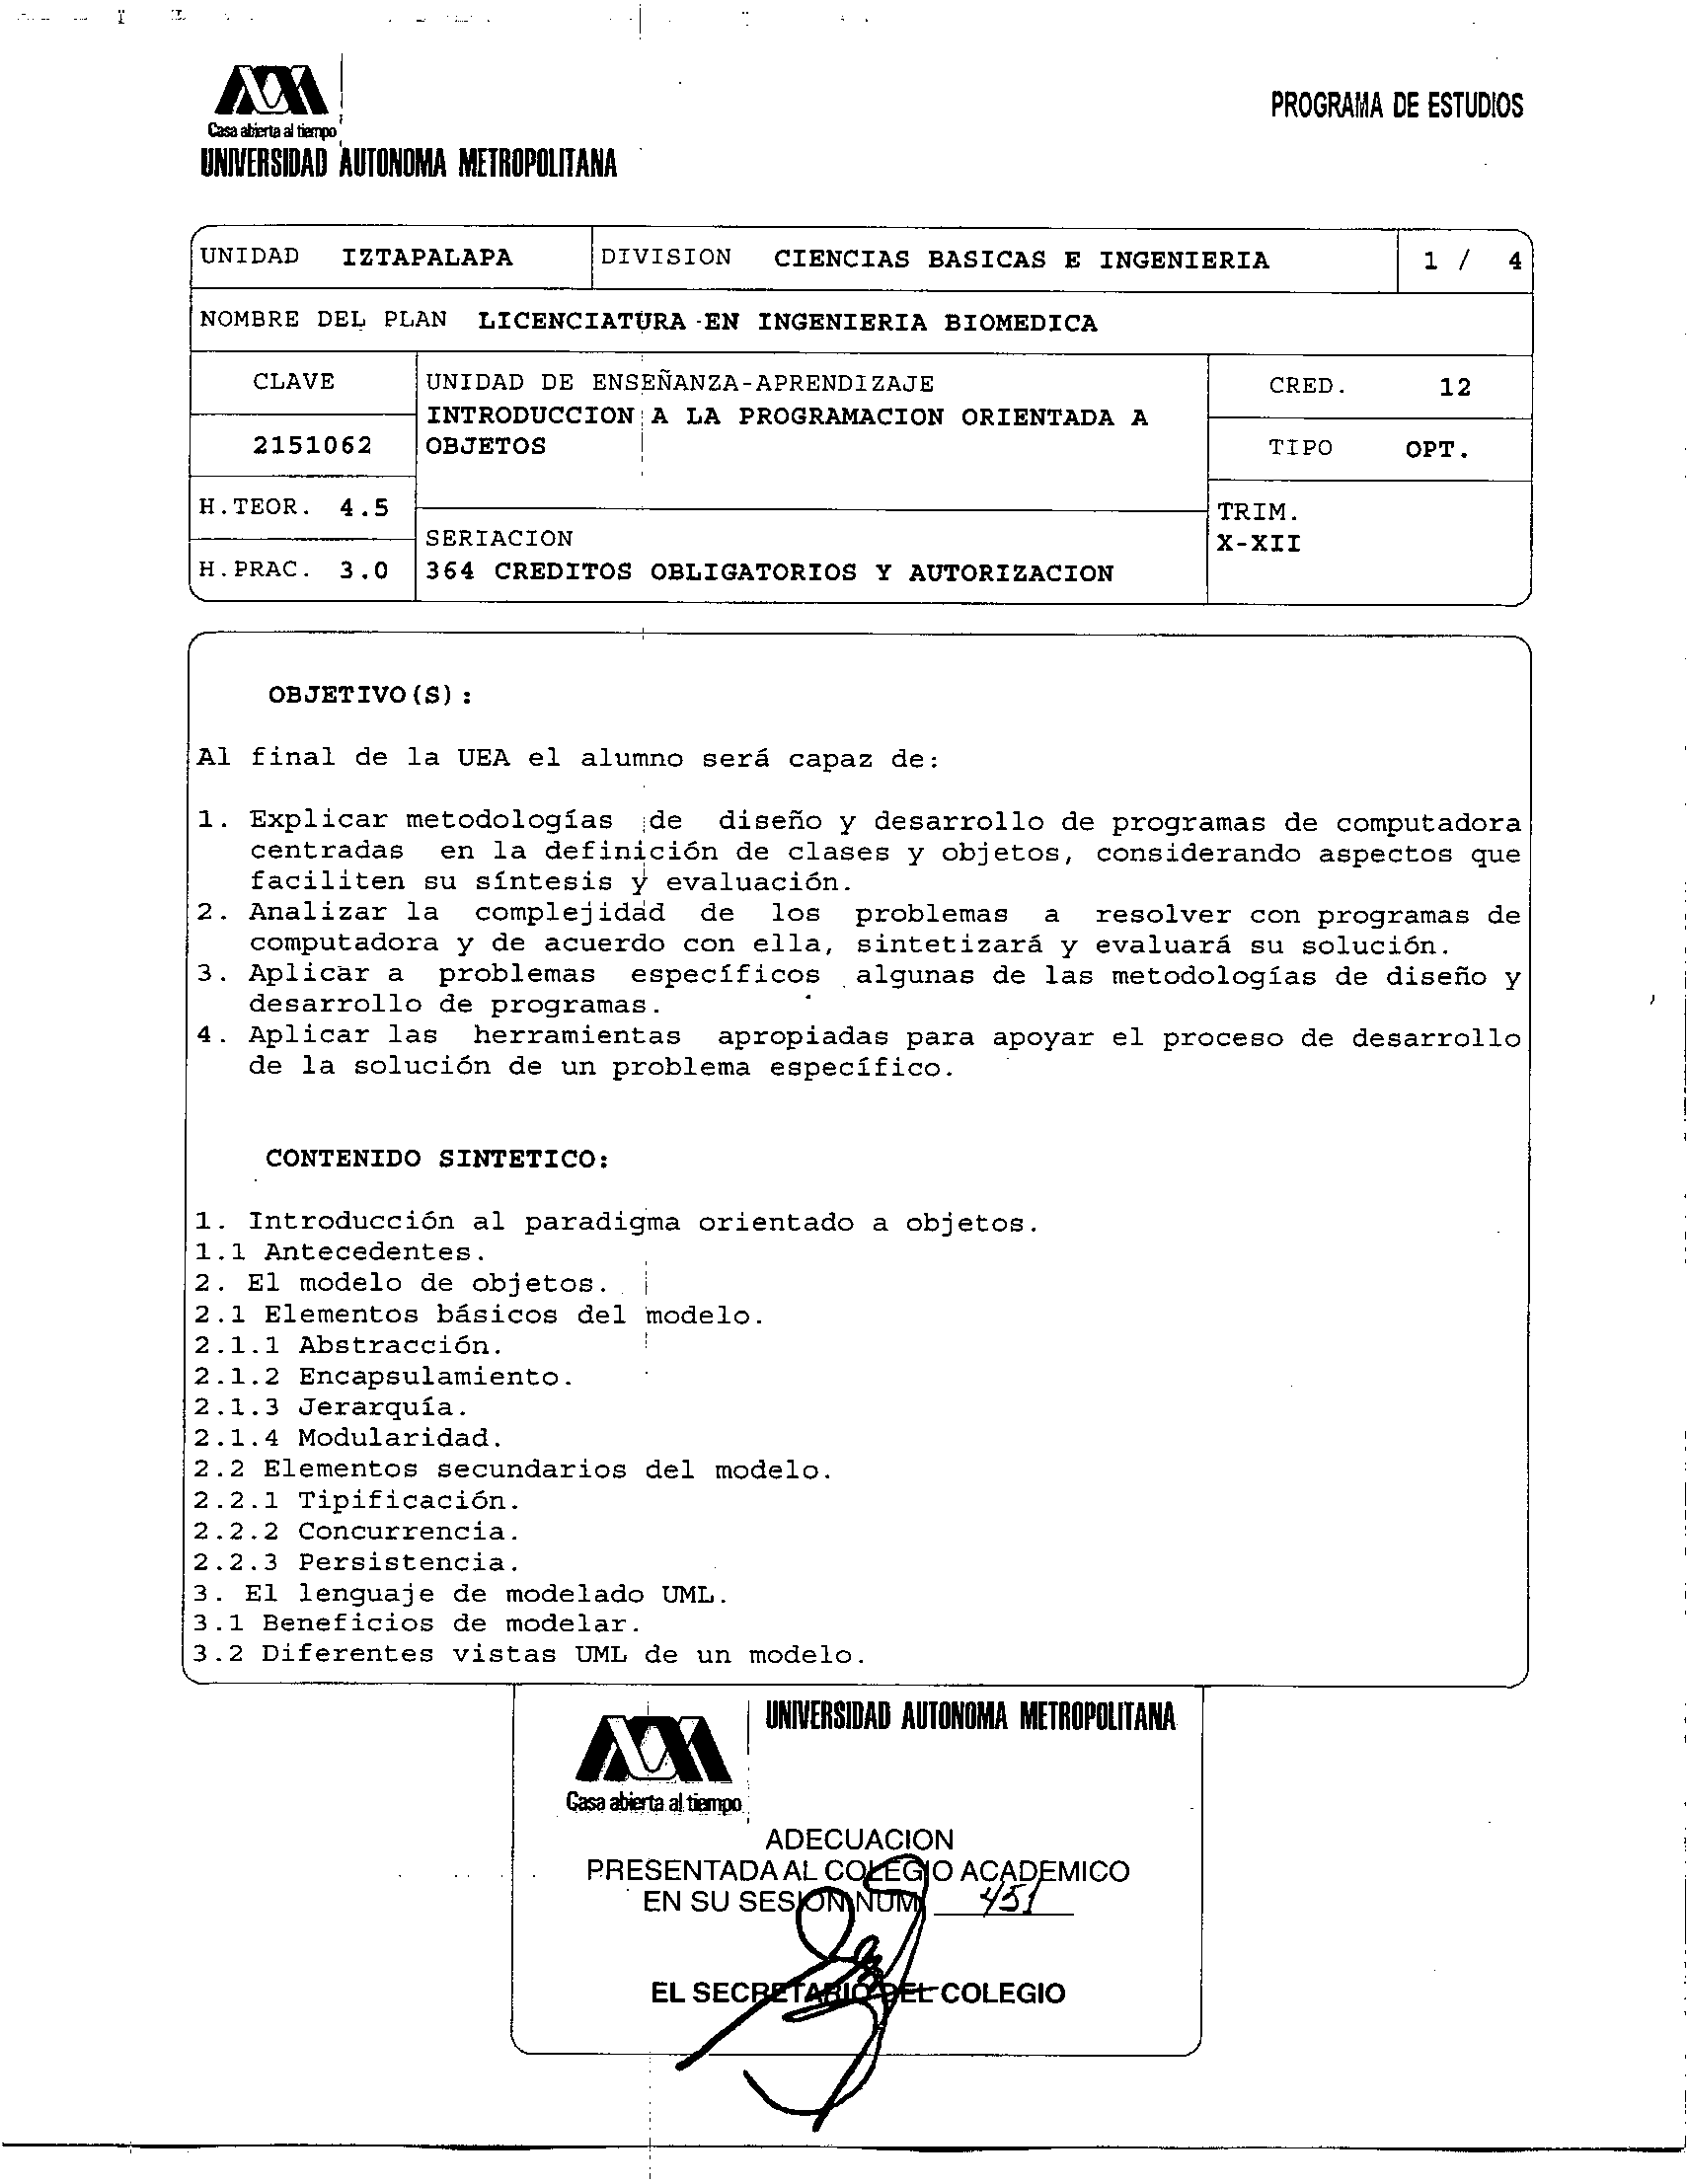 Casa abierta al tiempo
UNIVERSIDAD AUTONOMA METROPOLITANA
PROGRAMA DE ESTUDIOS
UNIDAD IZTAPALAPA DIVISION CIENCIAS BASICAS E INGENIERIA 1 / 4
NOMBRE DEL PLAN LICENCIATURA EN INGENIERIA BIOMEDICA
CLAVE
2151062
UNIDAD DE ENSEÑANZA-APRENDIZAJE
INTRODUCCION A LA PROGRAMACION ORIENTADA A
OBJETOS
CRED. 12
TIPO OPT.
H.TEOR. 4.5
H.PRAC. 3.0
SERIACION
364 CREDITOS OBLIGATORIOS Y AUTORIZACION
TRIM.
X-XII
OBJETIVO(S):
Al final de la UEA el alumno será capaz de:
1. Explicar metodologías de diseño y desarrollo de programas de computadora
centradas en la definición de clases y objetos, considerando aspectos que
faciliten su síntesis y evaluación.
2. Analizar la complejidad de los problemas a resolver con programas de
computadora y de acuerdo con ella, sintetizará y evaluará su solución.
3. Aplicar a problemas específicos algunas de las metodologías de diseño y
desarrollo de programas.
4. Aplicar las herramientas apropiadas para apoyar el proceso de desarrollo
de la solución de un problema específico.
CONTENIDO SINTETICO:
1. Introducción al paradigma orientado a objetos.
1.1 Antecedentes.
2. El modelo de objetos.
2.1 Elementos básicos del modelo.
2.1.1 Abstracción.
2.1.2 Encapsulamiento.
2.1.3 Jerarquía.
2.1.4 Modularidad.
2.2 Elementos secundarios del modelo.
2.2.1 Tipificación.
2.2.2 Concurrencia.
2.2.3 Persistencia.
3. El lenguaje de modelado UML.
3.1 Beneficios de modelar.
3.2 Diferentes vistas UML de un modelo.
UNIVERSIDAD AUTONOMA METROPOLITANA
Casa abierta al tiempo
ADECUACION
PRESENTADA AL COLEGIO ACADEMICO
EN SU SESION NUM 451
EL SECRETARIO DEL COLEGIO